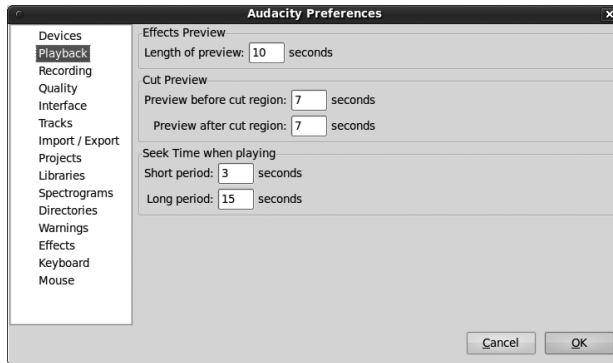 Audacity Preferences
Devices
Playback
Recording
Quality
Interface
Tracks
Import / Export
Projects
Libraries
Spectrograms
Directories
Warnings
Effects
Keyboard
Mouse
Effects Preview
Length of preview: 10 seconds
Cut Preview
Preview before cut region: 7 seconds
Preview after cut region: 7 seconds
Seek Time when playing
Short period: 3 seconds
Long period: 15 seconds
Cancel
OK